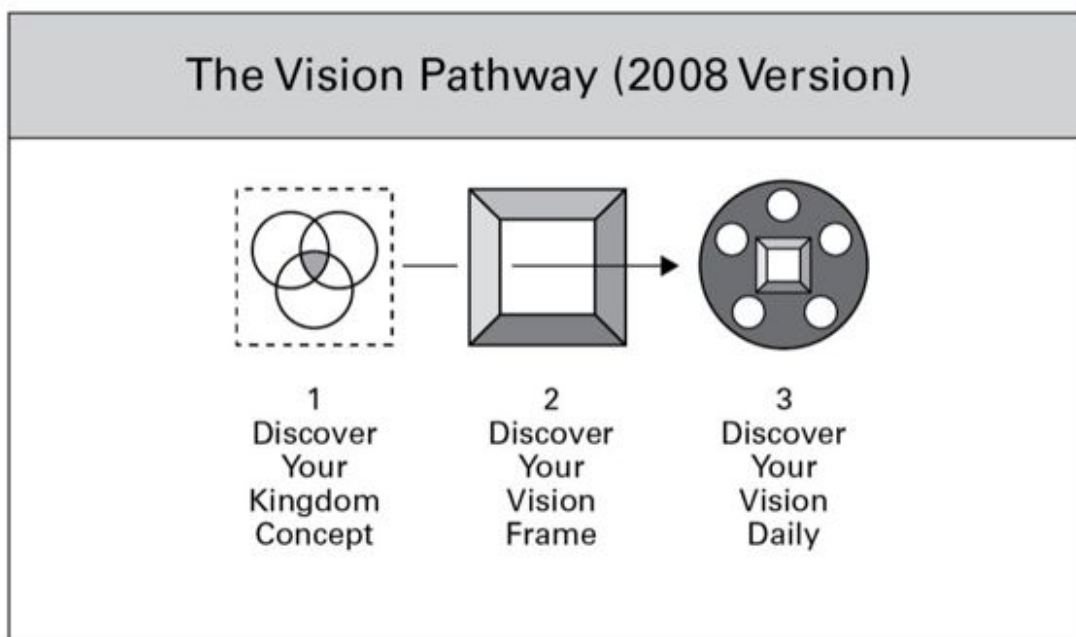 The Vision Pathway (2008 Version)
1
Discover
Your
Kingdom
Concept
2
Discover
Your
Vision
Frame
3
Discover
Your
Vision
Daily